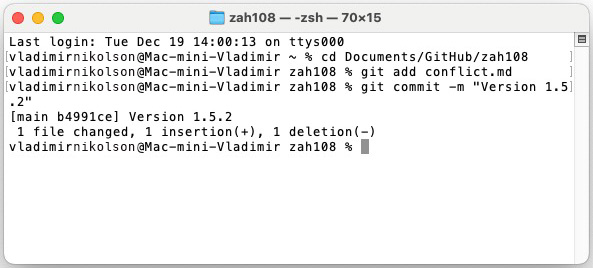 zah108 — -zsh — 70×15
Last login: Tue Dec 19 14:00:13 on ttys000
[vladimirnikolson@Mac-mini-Vladimir ~ % cd Documents/GitHub/zah108 ]
[vladimirnikolson@Mac-mini-Vladimir zah108 % git add conflict.md ]
[vladimirnikolson@Mac-mini-Vladimir zah108 % git commit -m "Version 1.5]
.2"
[main b4991ce] Version 1.5.2
1 file changed, 1 insertion(+), 1 deletion(-)
vladimirnikolson@Mac-mini-Vladimir zah108 %